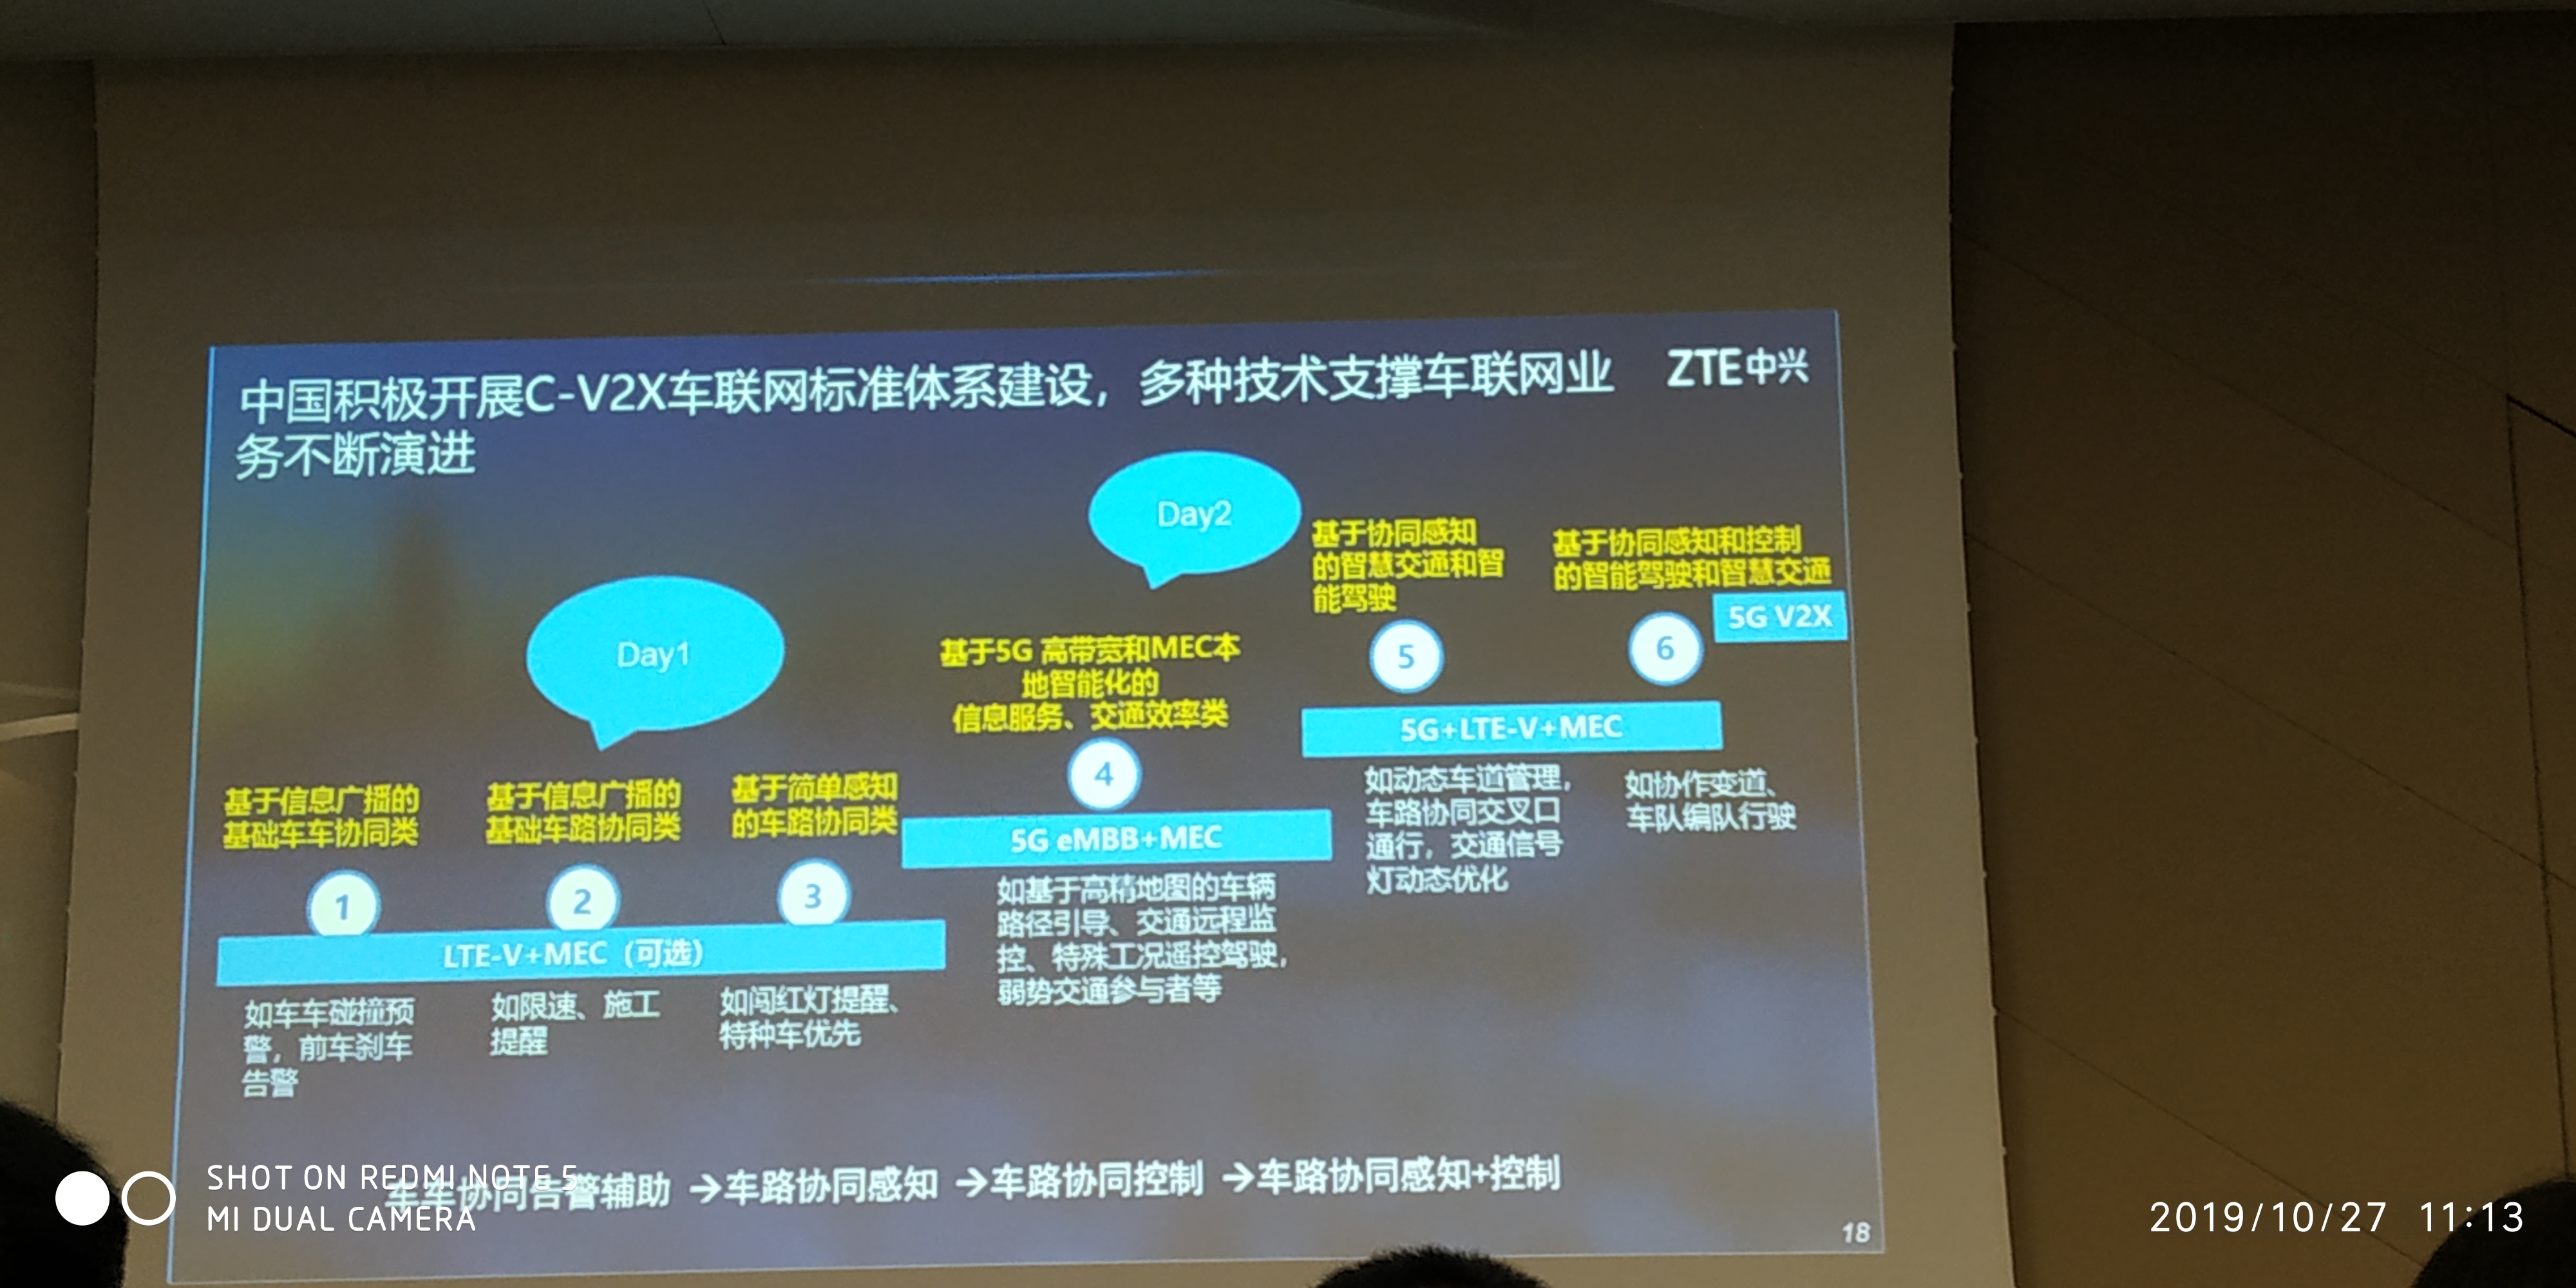 中国积极开展C-V2X车联网标准体系建设，多种技术支撑车联网业
务不断演进
ZTE中兴
Day1
Day2
基于信息广播的
基础车车协同类
1
基于信息广播的
基础车路协同类
2
基于简单感知
的车路协同类
3
LTE-V+MEC（可选）
如车车碰撞预
警，前车刹车
告警
如限速、施工
提醒
如闯红灯提醒、
特种车优先
基于5G 高带宽和MEC本
地智能化的
信息服务、交通效率类
4
5G eMBB+MEC
如基于高精地图的车辆
路径引导、交通远程监
控、特殊工况遥控驾驶，
弱势交通参与者等
基于协同感知
的智慧交通和智
能驾驶
5
基于协同感知和控制
的智能驾驶和智慧交通
6
5G V2X
5G+LTE-V+MEC
如动态车道管理，
车路协同交叉口
通行，交通信号
灯动态优化
如协作变道、
车队编队行驶
车车协同告警辅助 →车路协同感知 →车路协同控制 →车路协同感知+控制
18
SHOT ON REDMI NOTE 5
MI DUAL CAMERA
2019/10/27 11:13